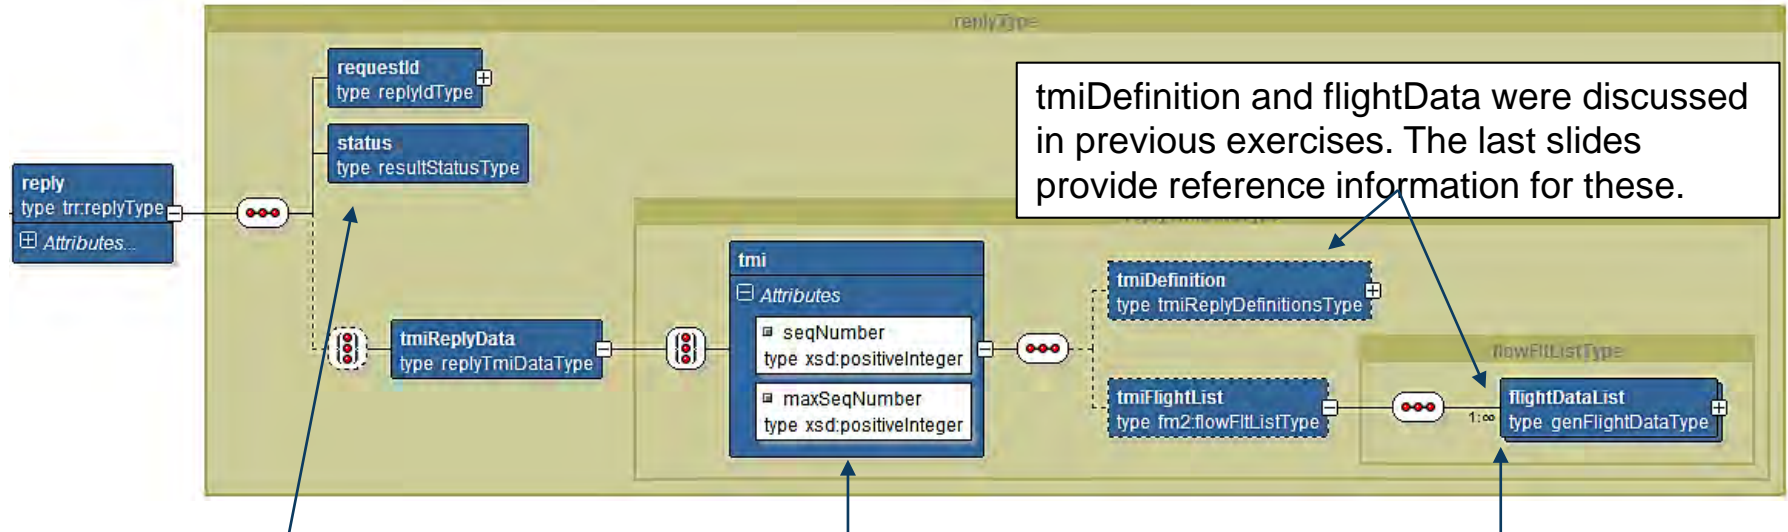 replyType
requestId
type replyIdType
tmiDefinition and flightData were discussed
in previous exercises. The last slides
provide reference information for these.
status
type resultStatusType
reply
type trr:replyType
Attributes...
tmi
Attributes
seqNumber
type xsd:positiveInteger
maxSeqNumber
type xsd:positiveInteger
tmiDefinition
type tmiReplyDefinitionsType
tmiReplyData
type replyTmiDataType
flowFltListType
tmiFlightList
type fm2:flowFltListType
1:∞
flightDataList
type genFlightDataType